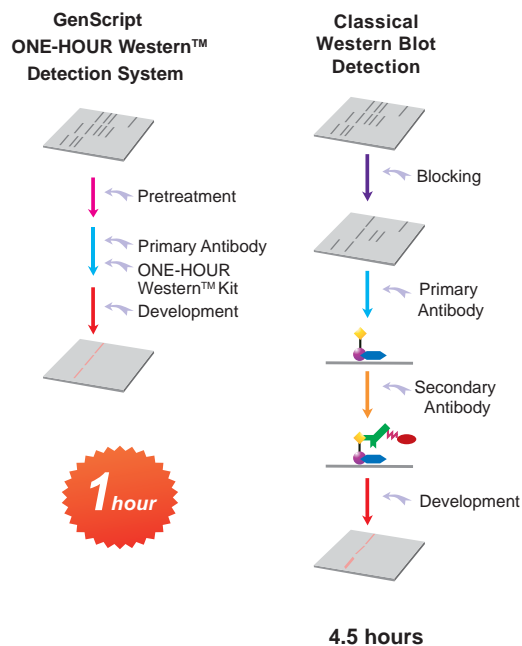 GenScript
ONE-HOUR Western™
Detection System
Pretreatment
Primary Antibody
ONE-HOUR
Western™ Kit
Development
1 hour
Classical
Western Blot
Detection
Blocking
Primary
Antibody
Secondary
Antibody
Development
4.5 hours